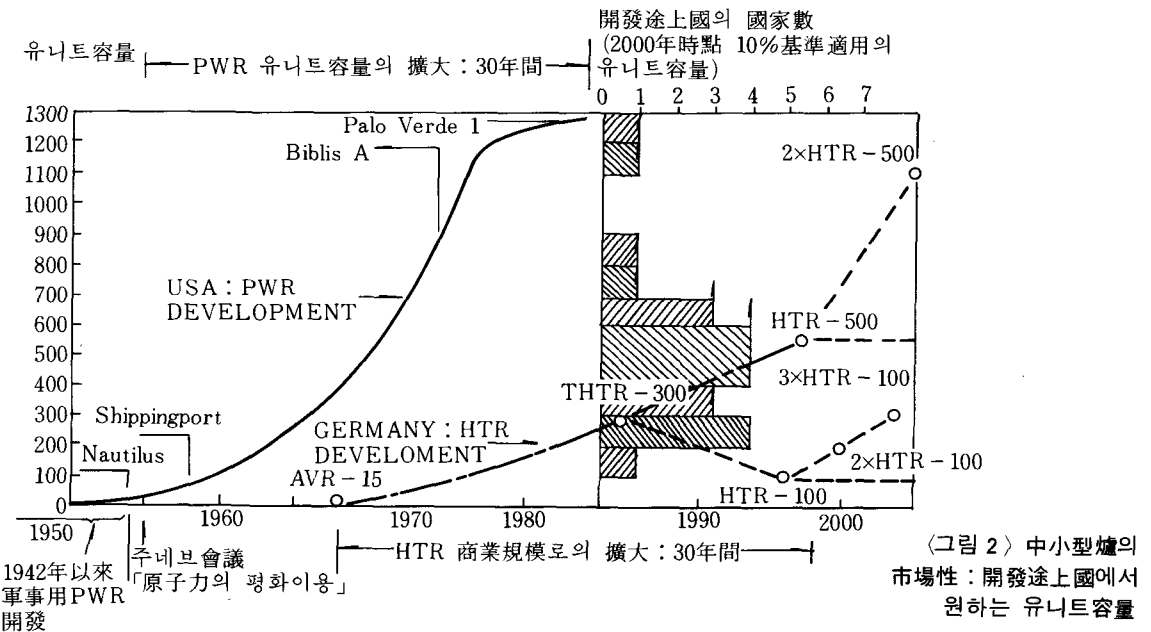 開發途上國의 國家數
(2000年時點 10%基準適用의
유니트容量)
유니트容量
PWR 유니트容量의 擴大：30年間
0 1 2 3 4 5 6 7
1300
1200
1100
1000
900
800
700
600
500
400
300
200
100
0
Palo Verde 1
Biblis A
2×HTR-500
USA：PWR
DEVELOPMENT
HTR-500
3×HTR-100
THTR-300
Shippingport
GERMANY：HTR
DEVELOMENT
Nautilus
AVR-15
2×HTR-100
HTR-100
1950 1960 1970 1980 1990 2000
HTR 商業規模로의 擴大：30年間
주네브會議
「原子力의 평화이용」
1942年以來
軍事用PWR
開發
〈그림 2〉中小型爐의
市場性：開發途上國에서
원하는 유니트容量